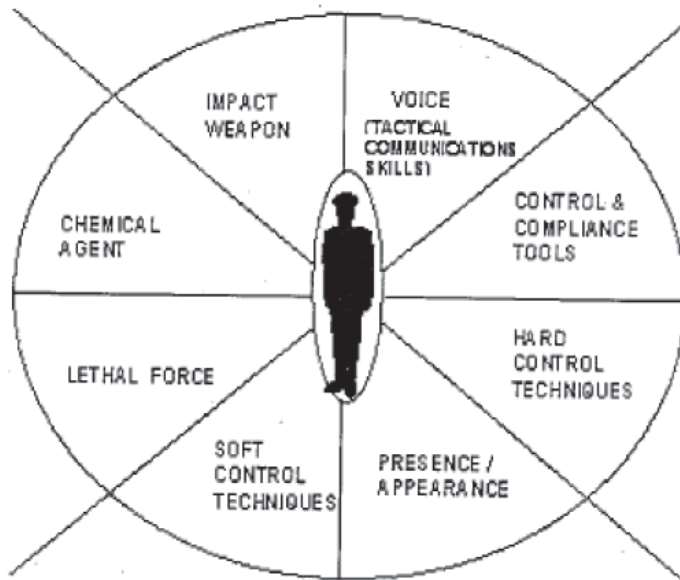 IMPACT
WEAPON
VOICE
(TACTICAL
COMMUNICATIONS
SKILLS)
CONTROL &
COMPLIANCE
TOOLS
HARD
CONTROL
TECHNIQUES
PRESENCE /
APPEARANCE
SOFT
CONTROL
TECHNIQUES
LETHAL FORCE
CHEMICAL
AGENT